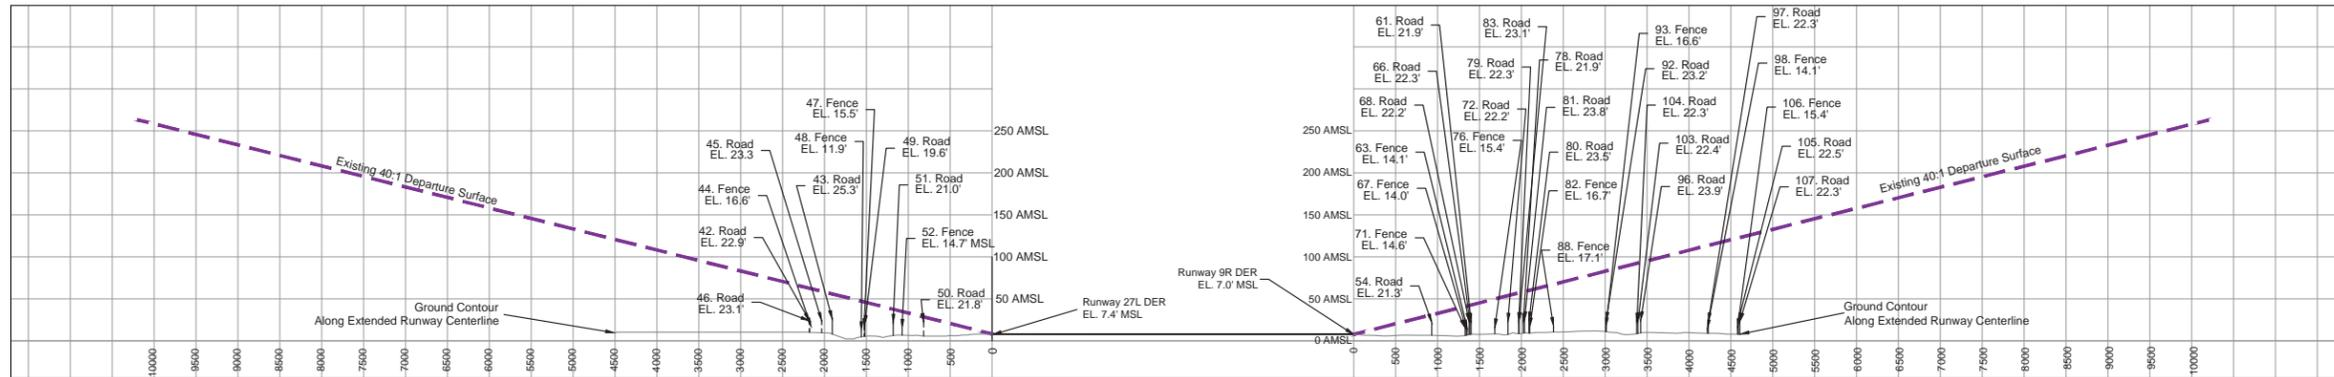 47. Fence
EL. 15.5'
48. Fence
EL. 11.9'
45. Road
EL. 23.3
49. Road
EL. 19.6'
43. Road
EL. 25.3'
51. Road
EL. 21.0'
44. Fence
EL. 16.6'
42. Road
EL. 22.9'
52. Fence
EL. 14.7' MSL
46. Road
EL. 23.1'
50. Road
EL. 21.8'
Existing 40:1 Departure Surface
Ground Contour
Along Extended Runway Centerline
250 AMSL
200 AMSL
150 AMSL
100 AMSL
50 AMSL
Runway 27L DER
EL. 7.4' MSL
10000
9500
9000
8500
8000
7500
7000
6500
6000
5500
5000
4500
4000
3500
3000
2500
2000
1500
1000
500
0
Runway 9R DER
EL. 7.0' MSL
250 AMSL
200 AMSL
150 AMSL
100 AMSL
50 AMSL
0 AMSL
61. Road
EL. 21.9'
66. Road
EL. 22.3'
68. Road
EL. 22.2'
63. Fence
EL. 14.1'
67. Fence
EL. 14.0'
71. Fence
EL. 14.6'
54. Road
EL. 21.3'
83. Road
EL. 23.1'
79. Road
EL. 22.3'
72. Road
EL. 22.2'
76. Fence
EL. 15.4'
78. Road
EL. 21.9'
81. Road
EL. 23.8'
80. Road
EL. 23.5'
82. Fence
EL. 16.7'
88. Fence
EL. 17.1'
93. Fence
EL. 16.6'
92. Road
EL. 23.2'
104. Road
EL. 22.3'
103. Road
EL. 22.4'
96. Road
EL. 23.9'
97. Road
EL. 22.3'
98. Fence
EL. 14.1'
106. Fence
EL. 15.4'
105. Road
EL. 22.5'
107. Road
EL. 22.3'
Existing 40:1 Departure Surface
Ground Contour
Along Extended Runway Centerline
0
500
1000
1500
2000
2500
3000
3500
4000
4500
5000
5500
6000
6500
7000
7500
8000
8500
9000
9500
10000